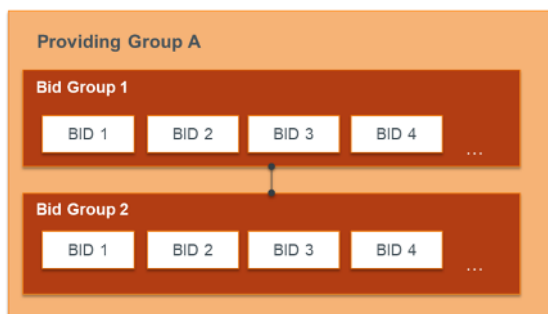 Providing Group A
Bid Group 1
BID 1 BID 2 BID 3 BID 4 ...
Bid Group 2
BID 1 BID 2 BID 3 BID 4 ...